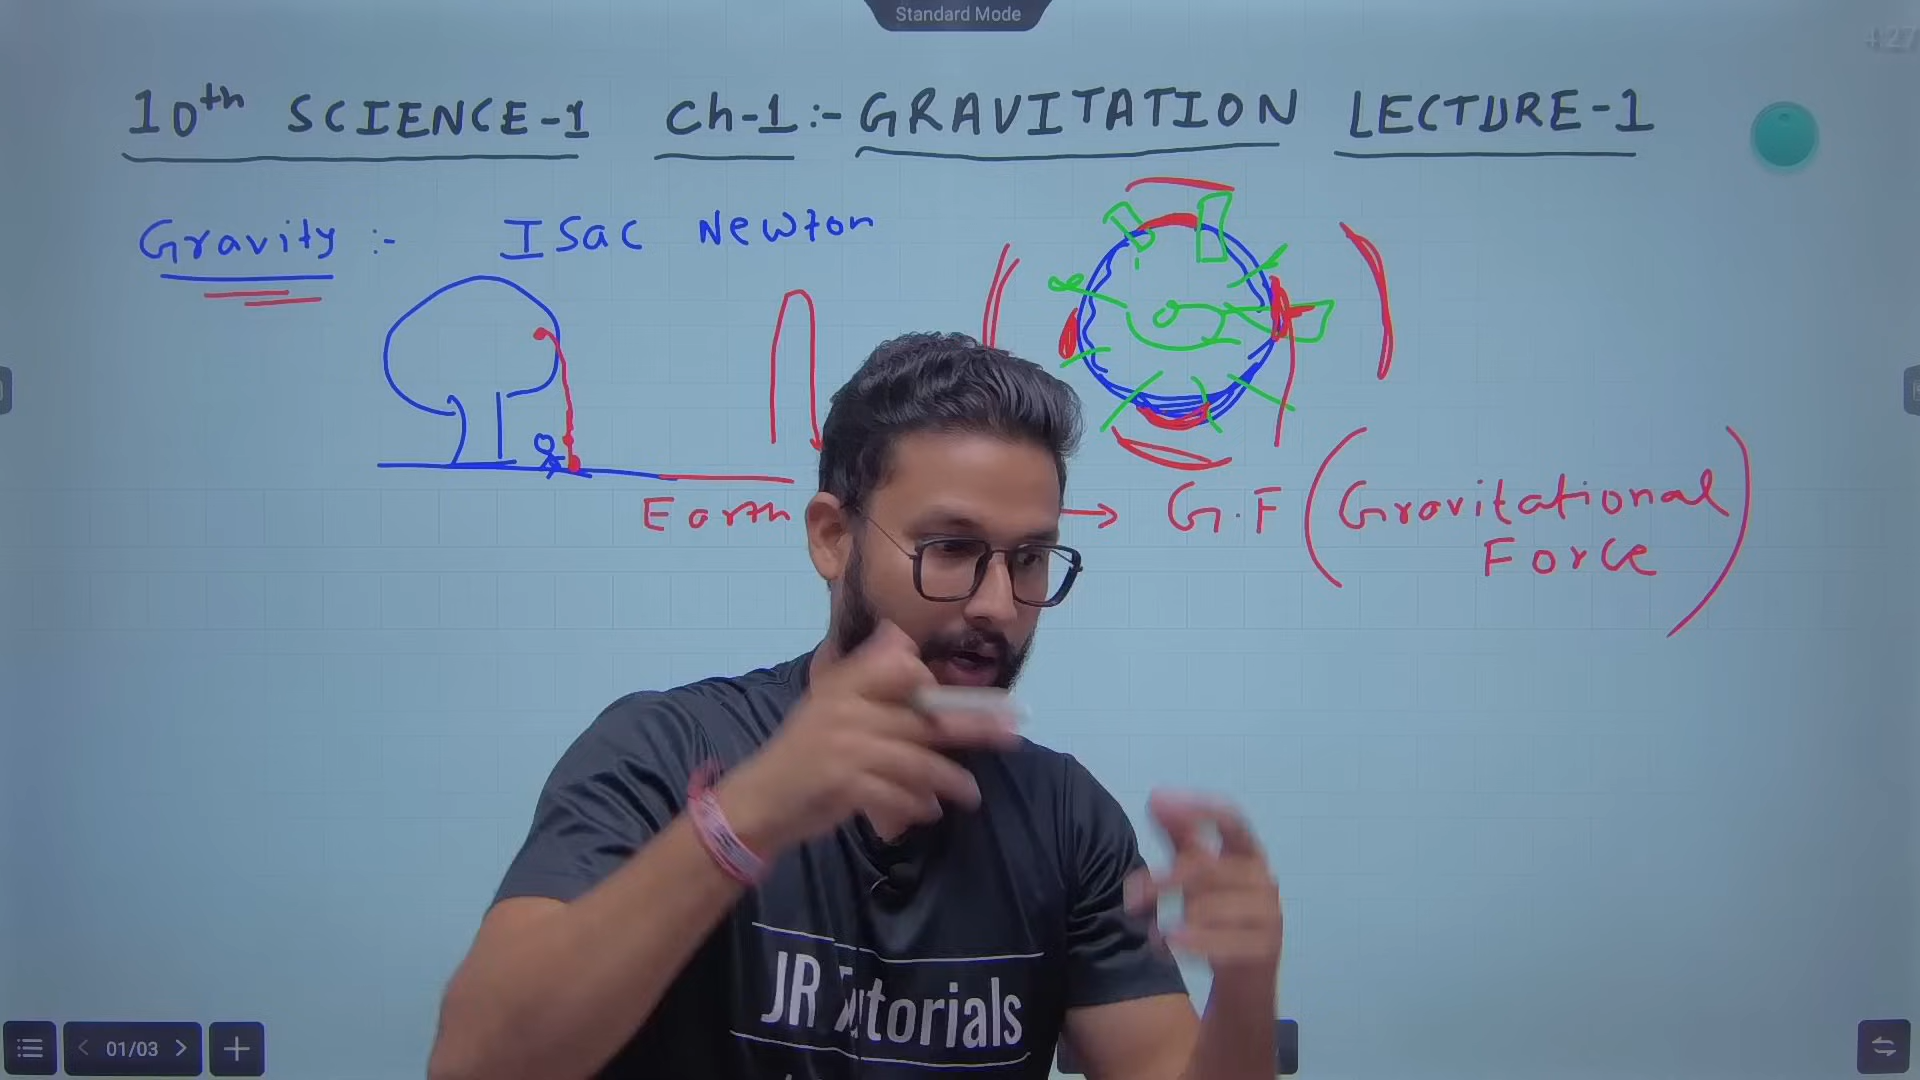 Standard Mode
10th SCIENCE-1 Ch-1:- GRAVITATION LECTURE-1
Gravity :- ISac Newton
Earth → G.F (Gravitational Force)
JR Tutorials
01/03